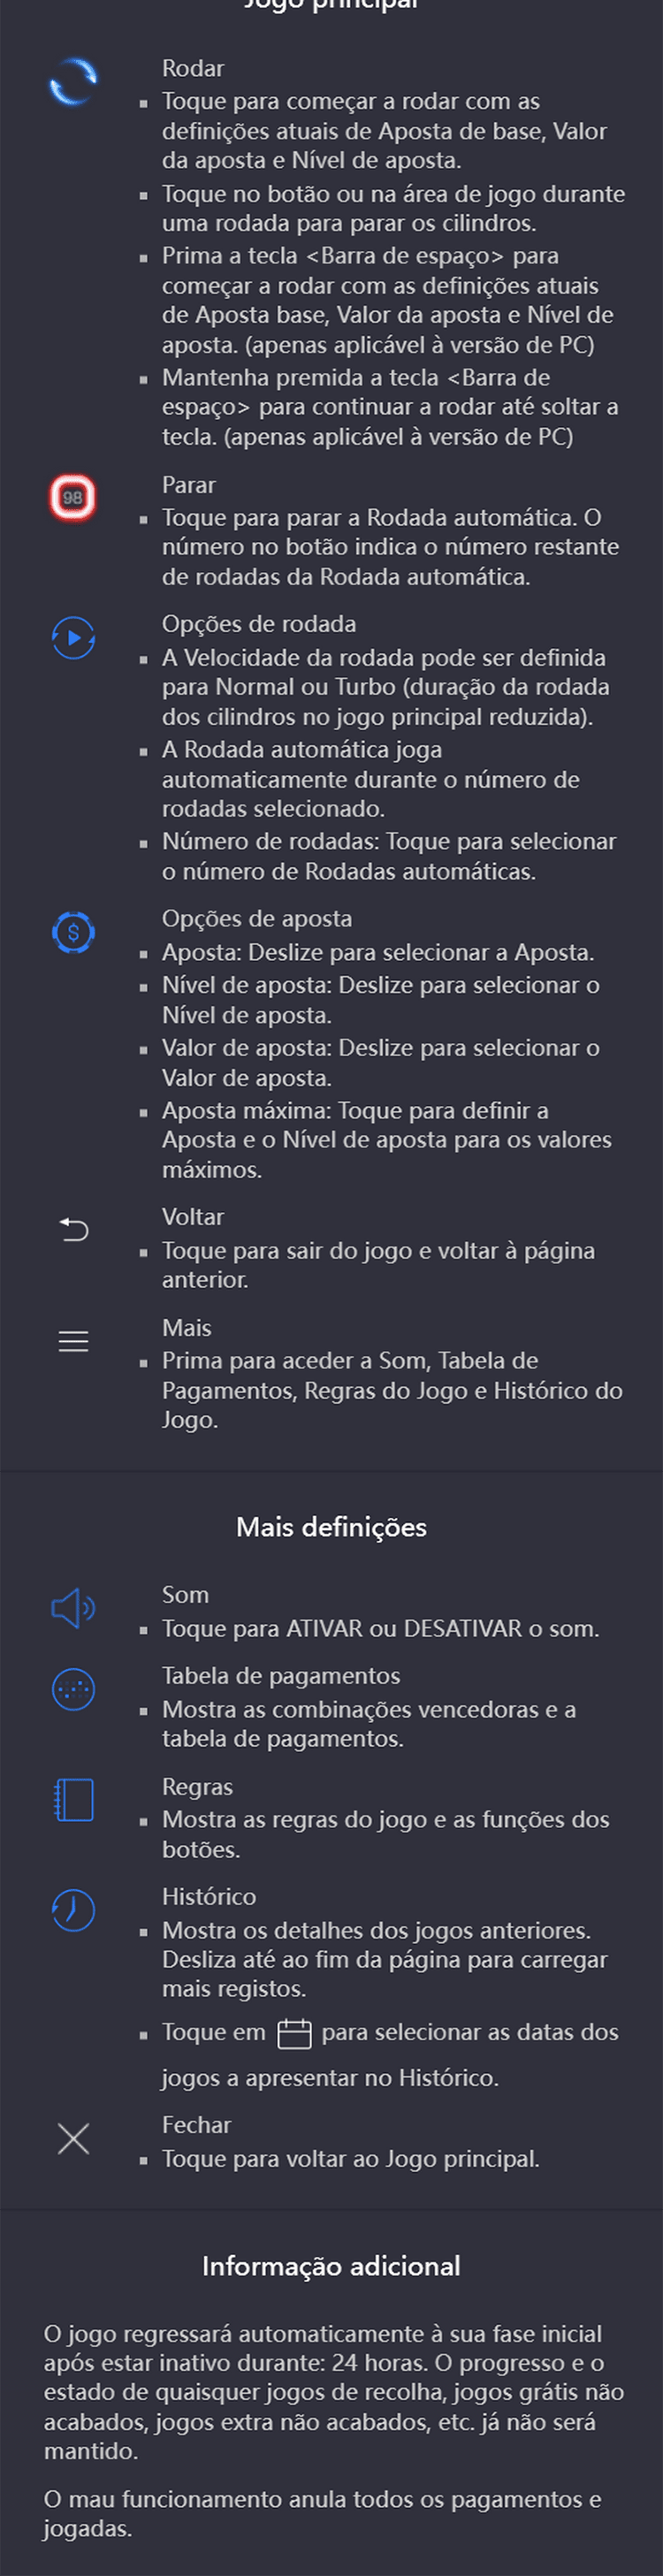 Jogo principal
Rodar
Toque para começar a rodar com as
definições atuais de Aposta de base, Valor
da aposta e Nível de aposta.
Toque no botão ou na área de jogo durante
uma rodada para parar os cilindros.
Prima a tecla <Barra de espaço> para
começar a rodar com as definições atuais
de Aposta base, Valor da aposta e Nível de
aposta. (apenas aplicável à versão de PC)
Mantenha premida a tecla <Barra de
espaço> para continuar a rodar até soltar a
tecla. (apenas aplicável à versão de PC)
98
Parar
Toque para parar a Rodada automática. O
número no botão indica o número restante
de rodadas da Rodada automática.
Opções de rodada
A Velocidade da rodada pode ser definida
para Normal ou Turbo (duração da rodada
dos cilindros no jogo principal reduzida).
A Rodada automática joga
automaticamente durante o número de
rodadas selecionado.
Número de rodadas: Toque para selecionar
o número de Rodadas automáticas.
$
Opções de aposta
Aposta: Deslize para selecionar a Aposta.
Nível de aposta: Deslize para selecionar o
Nível de aposta.
Valor de aposta: Deslize para selecionar o
Valor de aposta.
Aposta máxima: Toque para definir a
Aposta e o Nível de aposta para os valores
máximos.
Voltar
Toque para sair do jogo e voltar à página
anterior.
Mais
Prima para aceder a Som, Tabela de
Pagamentos, Regras do Jogo e Histórico do
Jogo.
Mais definições
Som
Toque para ATIVAR ou DESATIVAR o som.
Tabela de pagamentos
Mostra as combinações vencedoras e a
tabela de pagamentos.
Regras
Mostra as regras do jogo e as funções dos
botões.
Histórico
Mostra os detalhes dos jogos anteriores.
Desliza até ao fim da página para carregar
mais registos.
Toque em para selecionar as datas dos
jogos a apresentar no Histórico.
Fechar
Toque para voltar ao Jogo principal.
Informação adicional
O jogo regressará automaticamente à sua fase inicial
após estar inativo durante: 24 horas. O progresso e o
estado de quaisquer jogos de recolha, jogos grátis não
acabados, jogos extra não acabados, etc. já não será
mantido.
O mau funcionamento anula todos os pagamentos e
jogadas.